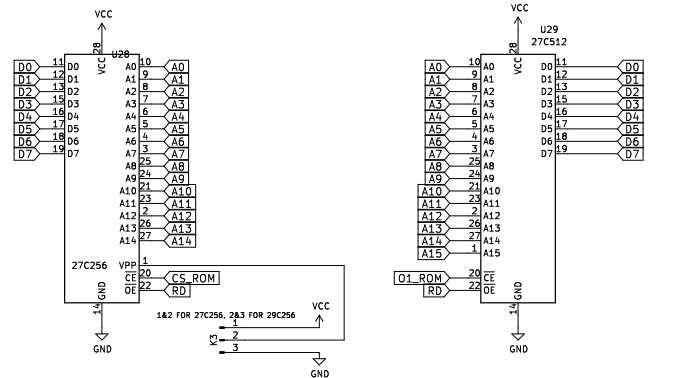 VCC
U28
D0 11 D0 A0 10 A0
D1 12 D1 A1 9 A1
D2 13 D2 A2 8 A2
D3 15 D3 A3 7 A3
D4 16 D4 A4 6 A4
D5 17 D5 A5 5 A5
D6 18 D6 A6 4 A6
D7 19 D7 A7 3 A7
A8 25 A8
A9 24 A9
A10 21 A10
A11 23 A11
A12 2 A12
A13 26 A13
A14 27 A14
28
VCC
27C256 VPP 1
CE 20 CS_ROM
OE 22 RD
GND
14
GND
1&2 FOR 27C256, 2&3 FOR 29C256
VCC
K3
1
2
3
GND
VCC
U29
27C512
28
VCC
A0 10 A0 D0 11 D0
A1 9 A1 D1 12 D1
A2 8 A2 D2 13 D2
A3 7 A3 D3 15 D3
A4 6 A4 D4 16 D4
A5 5 A5 D5 17 D5
A6 4 A6 D6 18 D6
A7 3 A7 D7 19 D7
A8 25 A8
A9 24 A9
A10 21 A10
A11 23 A11
A12 2 A12
A13 26 A13
A14 27 A14
A15 1 A15
O1_ROM 20 CE
RD 22 OE
GND
14
GND